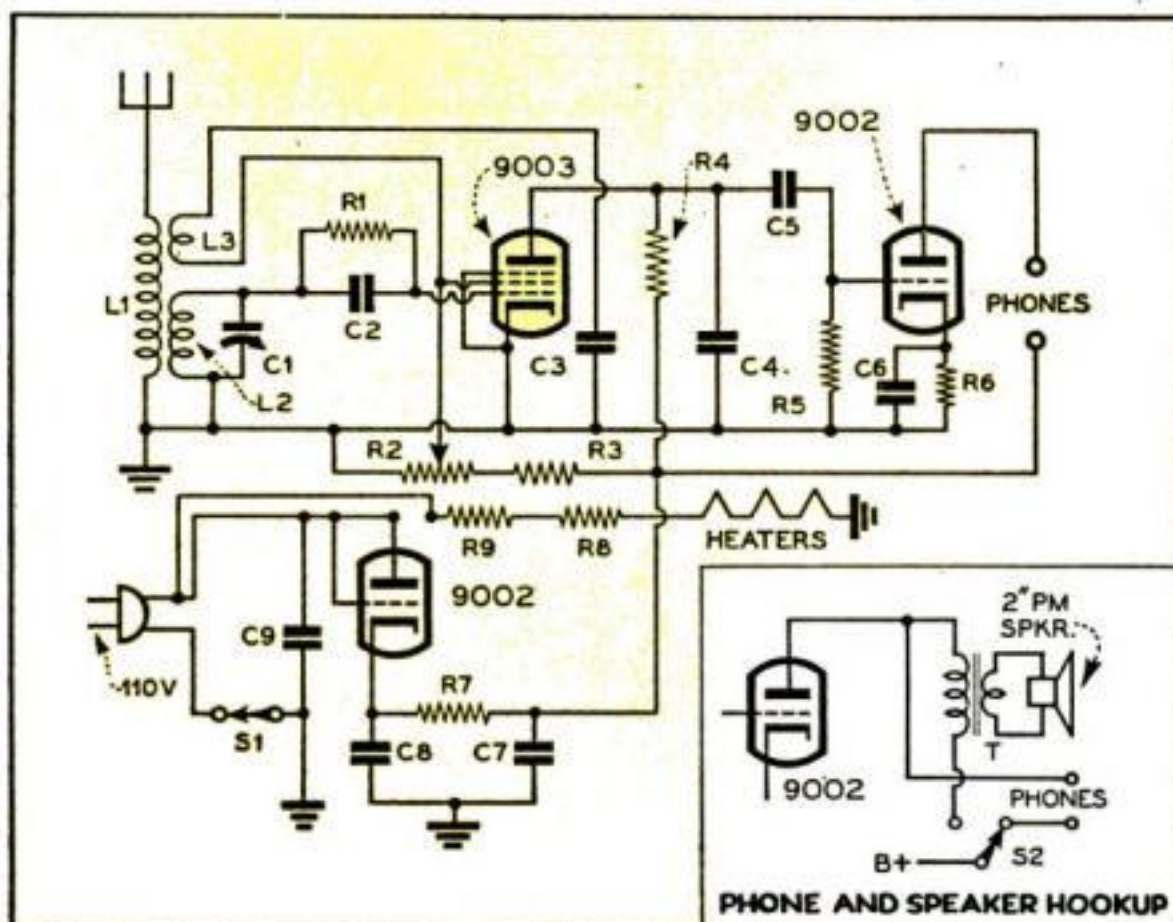 9003
9002
R4
R1
L3
C5
L1
C2
C1
L2
C3
C4.
R5
C6
R6
PHONES
R2
R3
R9
R8
HEATERS
9002
C9
110V
S1
R7
C8
C7
2" PM
SPKR.
T
9002
PHONES
B+
S2
PHONE AND SPEAKER HOOKUP